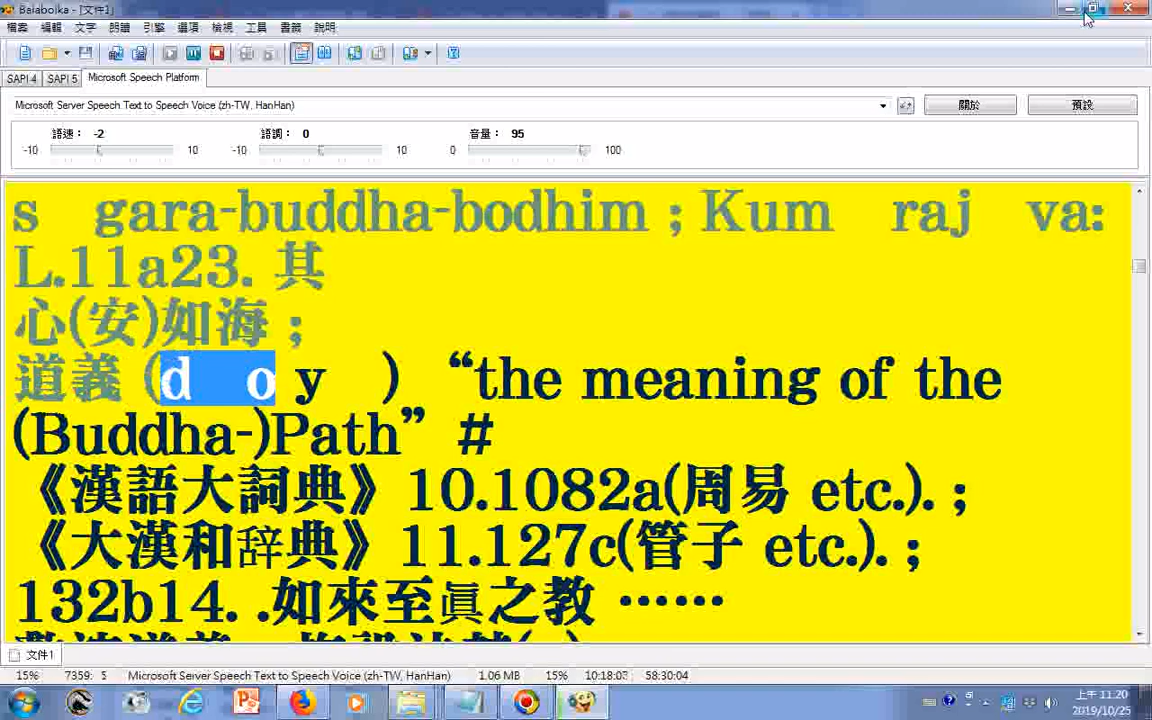 Balabolka - [文件1]
檔案 編輯 文字 朗讀 引擎 選項 檢視 工具 書籤 說明
SAPI 4 SAPI 5 Microsoft Speech Platform
Microsoft Server Speech Text to Speech Voice (zh-TW, HanHan) 關於 預設
語速： -2 語調： 0 音量： 95
-10 10 -10 10 0 100
s gara-buddha-bodhim ; Kum raj va:
L.11a23. 其
心(安)如海 ;
道義 (d o y ) “the meaning of the
(Buddha-)Path” #
《漢語大詞典》 10.1082a(周易 etc.). ;
《大漢和辞典》 11.127c(管子 etc.). ;
132b14. .如來至眞之教 ……
文件1
15% 7359: 5 Microsoft Server Speech Text to Speech Voice (zh-TW, HanHan) 1.06 MB 15% 10:18:03 58:30:04
上午 11:20
2019/10/25